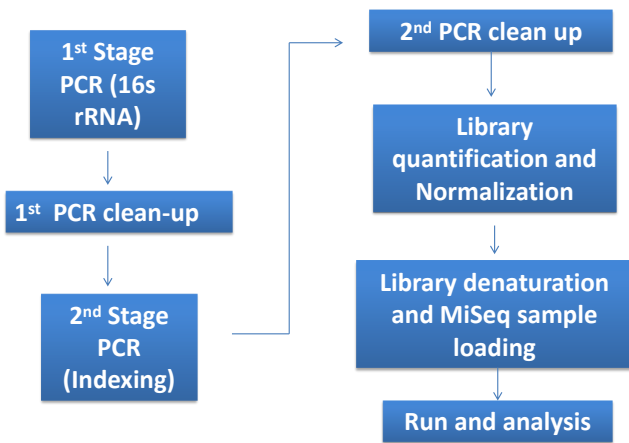 1st Stage
PCR (16s
rRNA)
1st PCR clean-up
2nd Stage
PCR
(Indexing)
2nd PCR clean up
Library
quantification and
Normalization
Library denaturation
and MiSeq sample
loading
Run and analysis